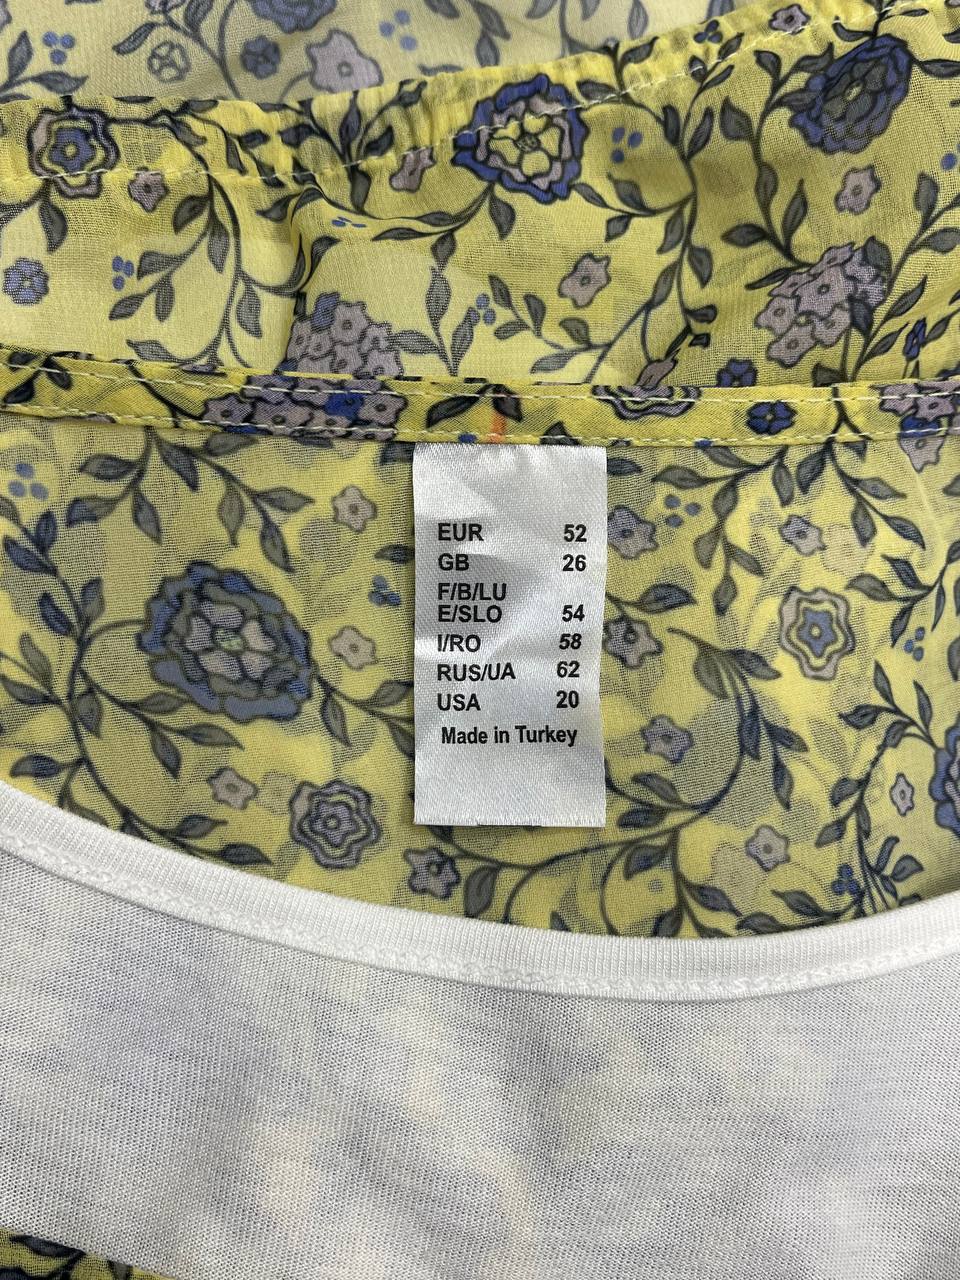 EUR 52
GB 26
F/B/LU
E/SLO 54
I/RO 58
RUS/UA 62
USA 20
Made in Turkey